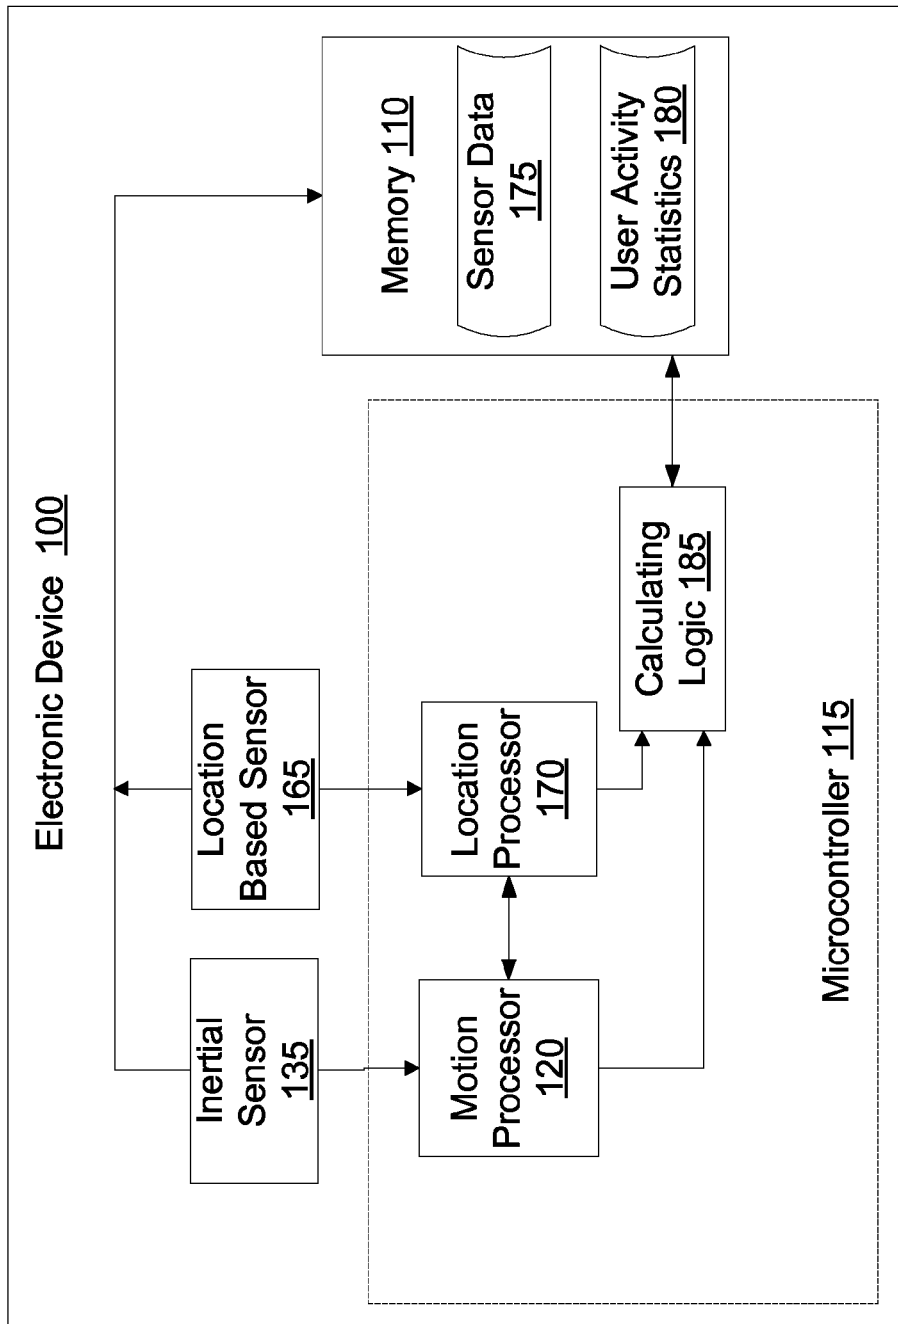 Electronic Device 100
Inertial
Sensor
135
Location
Based Sensor
165
Memory 110
Sensor Data
175
User Activity
Statistics 180
Motion
Processor
120
Location
Processor
170
Calculating
Logic 185
Microcontroller 115